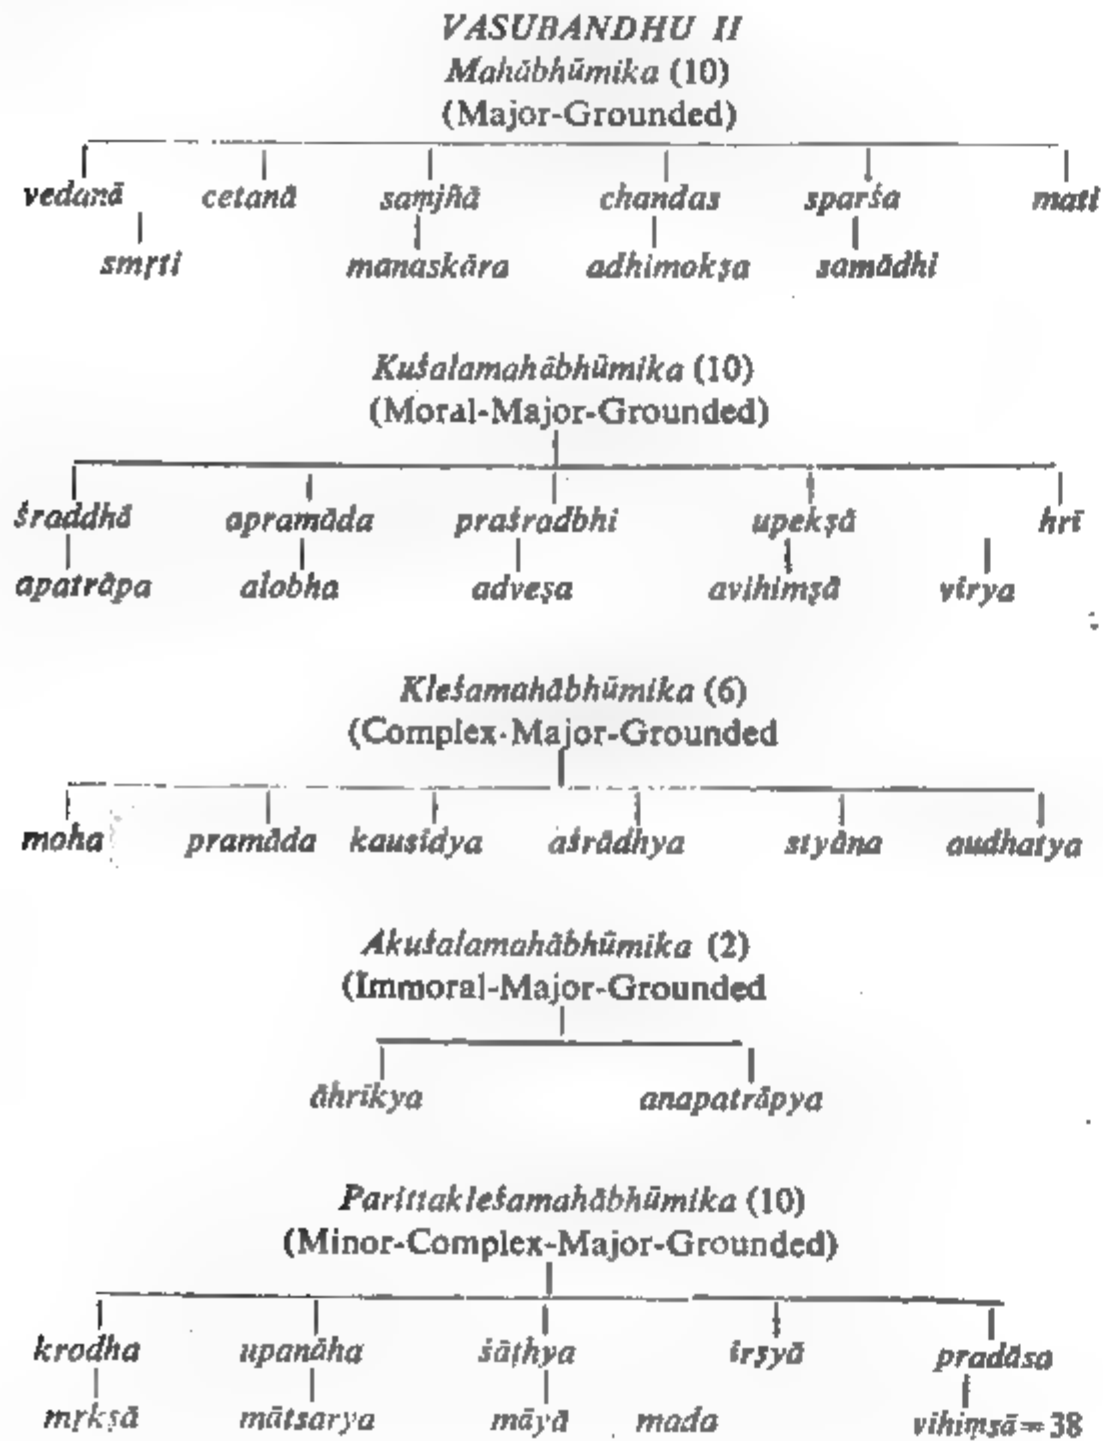 VASUBANDHU II
Mahābhūmika (10)
(Major-Grounded)
vedanā cetanā saṃjñā chandas sparśa mati
smṛti manaskāra adhimokṣa samādhi
Kuśalamahābhūmika (10)
(Moral-Major-Grounded)
śraddhā apramāda praśradbhi upekṣā hrī
apatrāpa alobha adveṣa avihiṃṣā vīrya
Kleśamahābhūmika (6)
(Complex-Major-Grounded
moha pramāda kausīdya aśrādhya styāna audhatya
Akuśalamahābhūmika (2)
(Immoral-Major-Grounded
āhrīkya anapatrāpya
Parittakleśamahābhūmika (10)
(Minor-Complex-Major-Grounded)
krodha upanāha śāṭhya īrṣyā pradāsa
mṛkṣā mātsarya māyā mada vihiṃsā=38